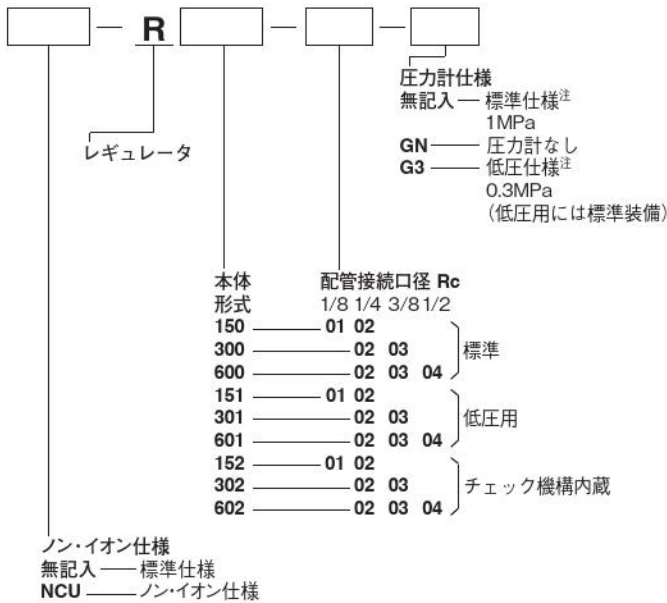 — R — —
圧力計仕様
無記入 — 標準仕様注
1MPa
GN — 圧力計なし
G3 — 低圧仕様注
0.3MPa
(低圧用には標準装備)
レギュレータ
本体 配管接続口径 Rc
形式 1/8 1/4 3/8 1/2
150 — 01 02
300 — 02 03 標準
600 — 02 03 04
151 — 01 02
301 — 02 03 低圧用
601 — 02 03 04
152 — 01 02
302 — 02 03 チェック機構内蔵
602 — 02 03 04
ノン・イオン仕様
無記入 — 標準仕様
NCU — ノン・イオン仕様